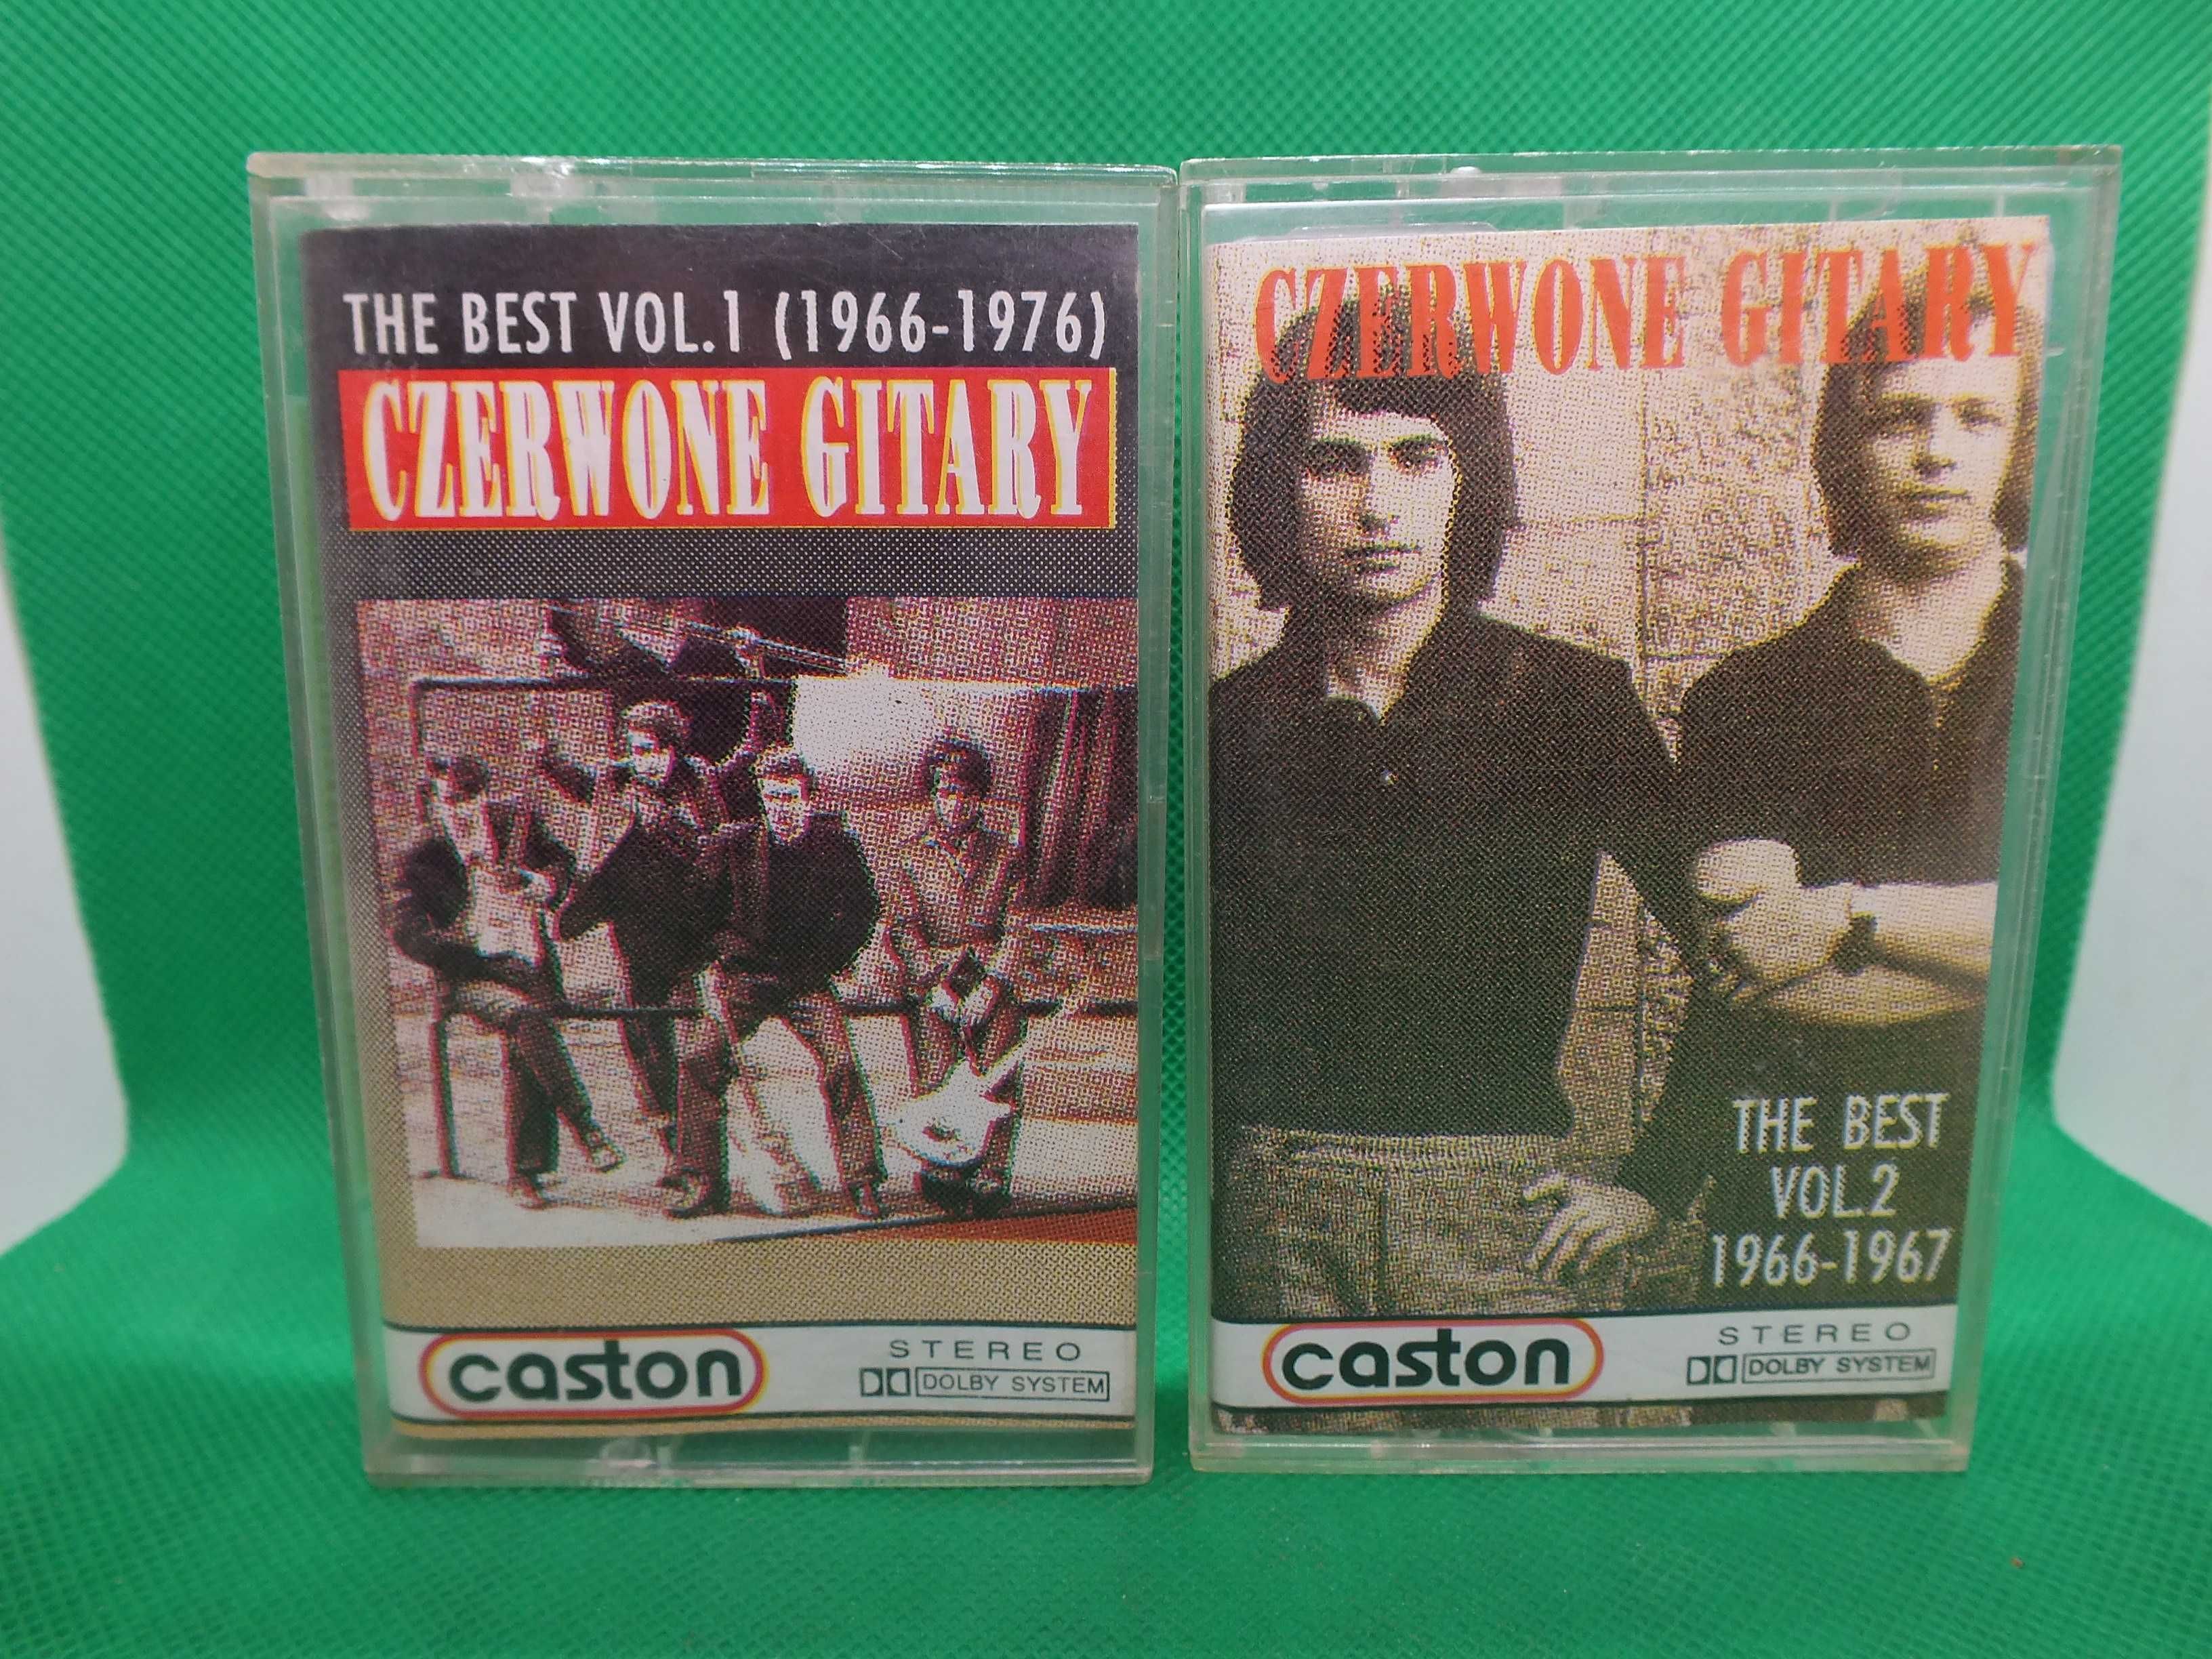 THE BEST VOL.1 (1966-1976)
CZERWONE GITARY
caston
STEREO
DOLBY SYSTEM
CZERWONE GITARY
THE BEST
VOL.2
1966-1967
caston
STEREO
DOLBY SYSTEM